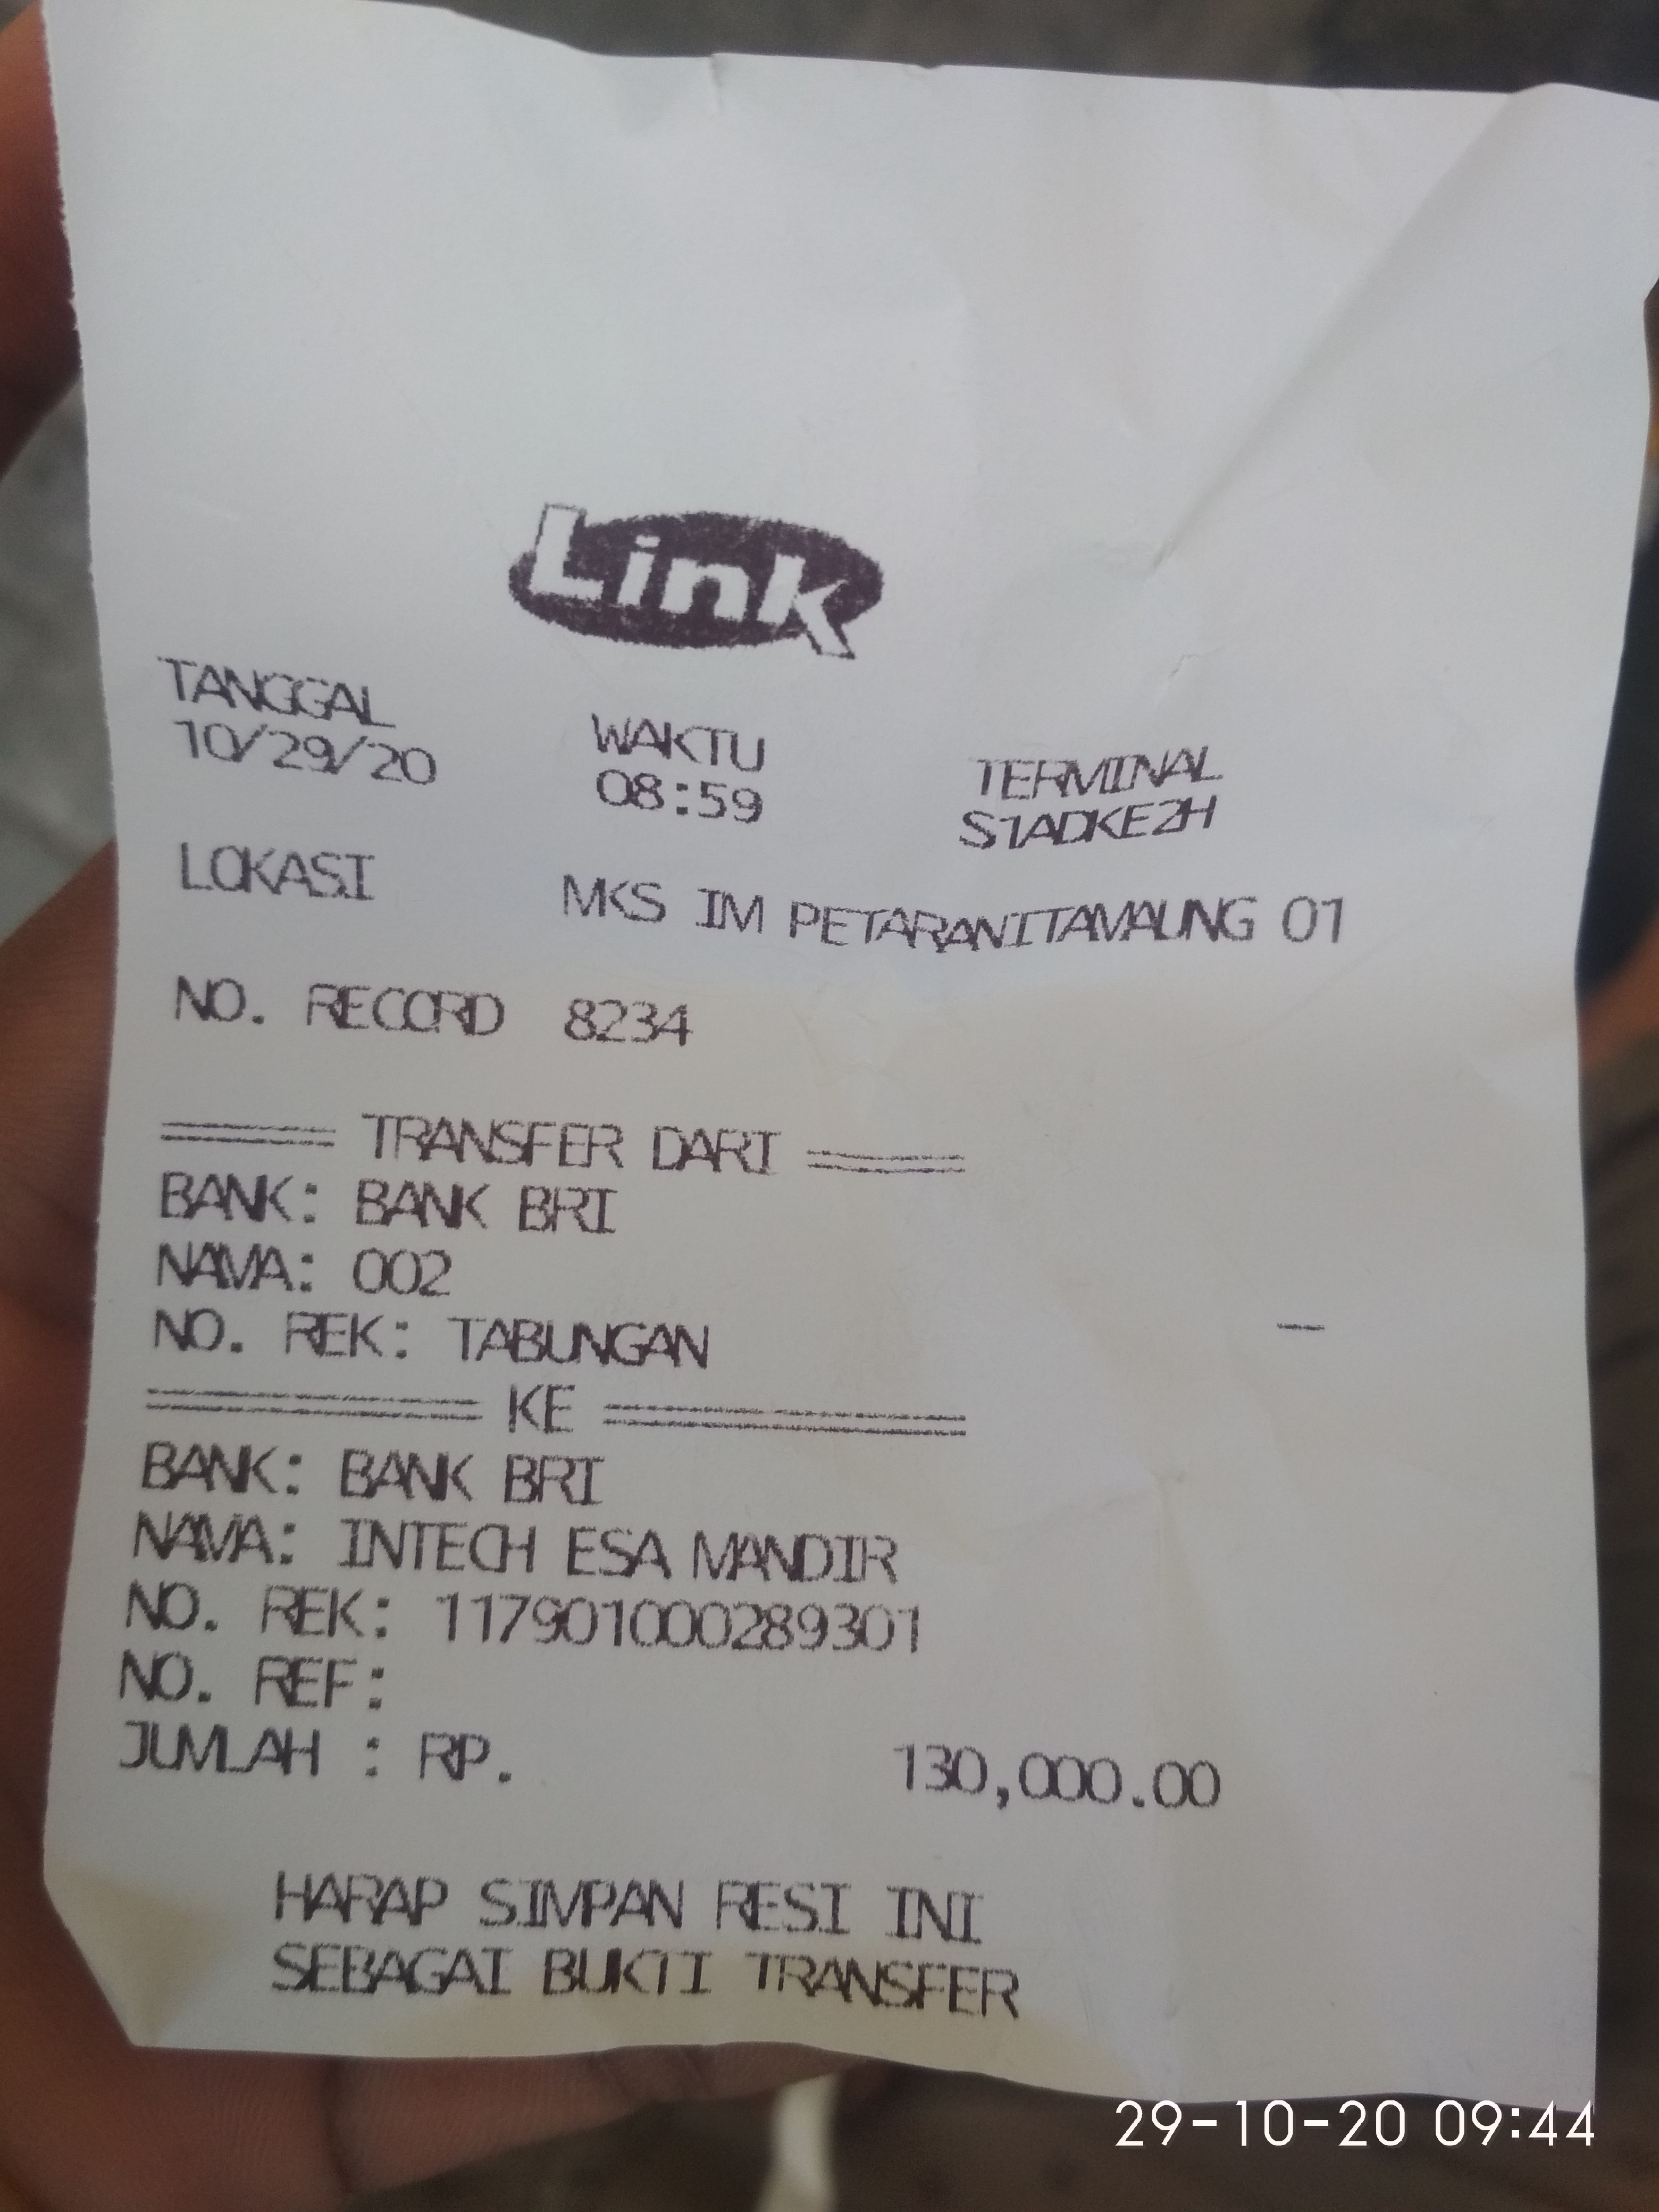 Link
TANGGAL WAKTU TERMINAL
10/29/20 08:59 S1ADKE2H
LOKASI MKS IM PETARANITAMAUNG 01
NO. RECORD 8234
===== TRANSFER DARI =====
BANK: BANK BRI
NAMA: 002
NO. REK: TABUNGAN –
========== KE ==========
BANK: BANK BRI
NAMA: INTECH ESA MANDIR
NO. REK: 117901000289301
NO. REF:
JUMLAH : RP. 130,000.00
HARAP SIMPAN RESI INI
SEBAGAI BUKTI TRANSFER
29-10-20 09:44